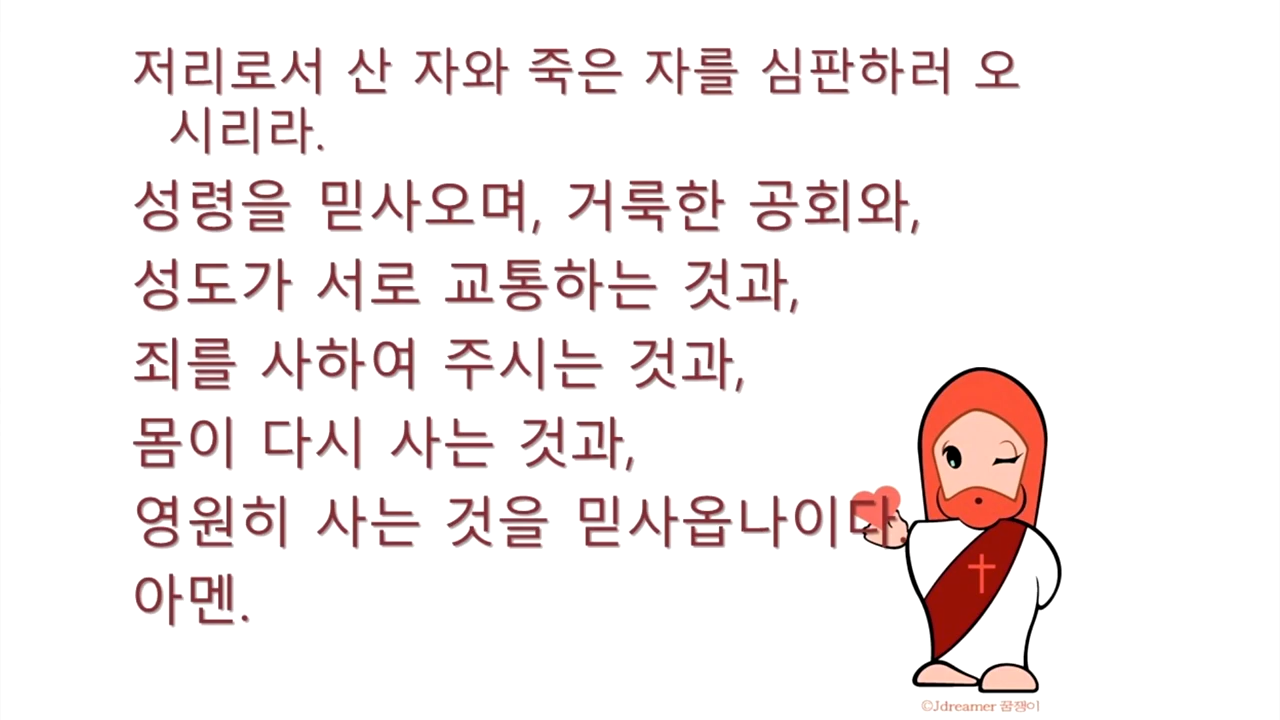 저리로서 산 자와 죽은 자를 심판하러 오
시리라.
성령을 믿사오며, 거룩한 공회와,
성도가 서로 교통하는 것과,
죄를 사하여 주시는 것과,
몸이 다시 사는 것과,
영원히 사는 것을 믿사옵나이다
아멘.
©Jdreamer 꿈쟁이